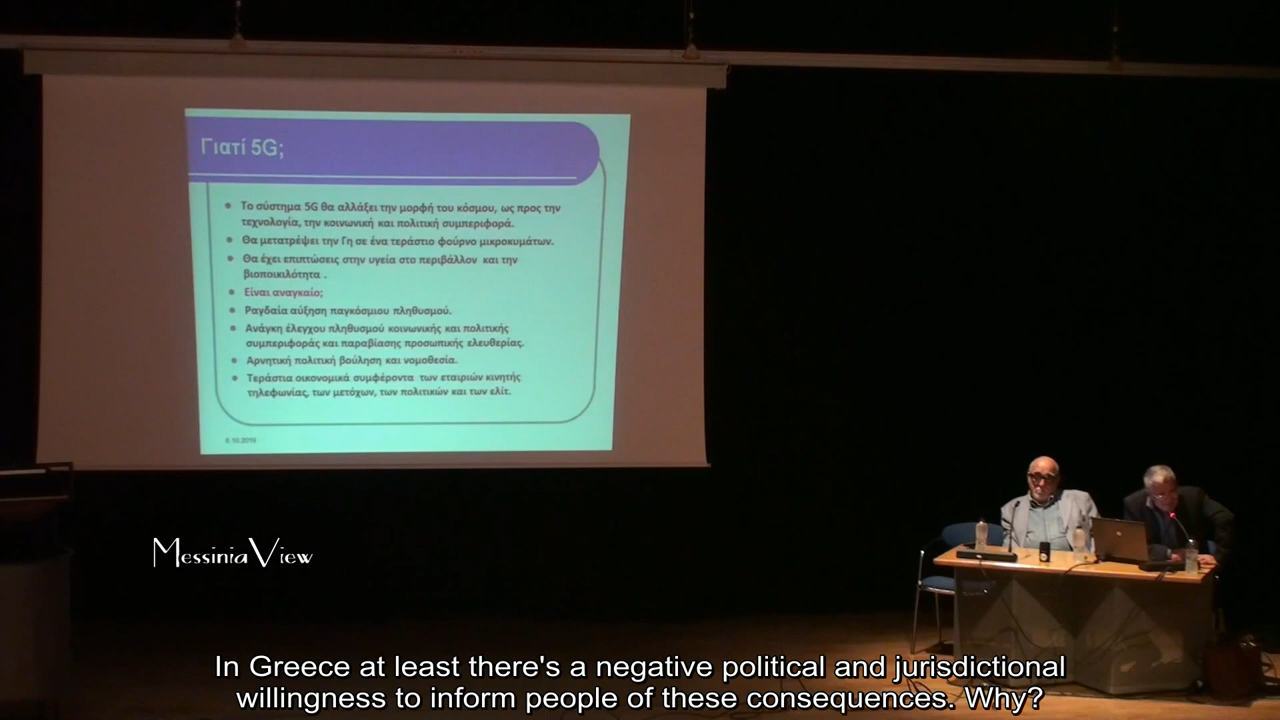 Γιατί 5G;
Το σύστημα 5G θα αλλάξει την μορφή του κόσμου, ως προς την
τεχνολογία, την κοινωνική και πολιτική συμπεριφορά.
Θα μετατρέψει την Γη σε ένα τεράστιο φούρνο μικροκυμάτων.
Θα έχει επιπτώσεις στην υγεία στο περιβάλλον και την
βιοποικιλότητα .
Είναι αναγκαίο;
Ραγδαία αύξηση παγκόσμιου πληθυσμού.
Ανάγκη έλεγχου πληθυσμού κοινωνικής και πολιτικής
συμπεριφοράς και παραβίασης προσωπικής ελευθερίας.
Αρνητική πολιτική βούληση και νομοθεσία.
Τεράστια οικονομικά συμφέροντα των εταιριών κινητής
τηλεφωνίας, των μετόχων, των πολιτικών και των ελίτ.
6.10.2019
MessiniaView
In Greece at least there's a negative political and jurisdictional
willingness to inform people of these consequences. Why?